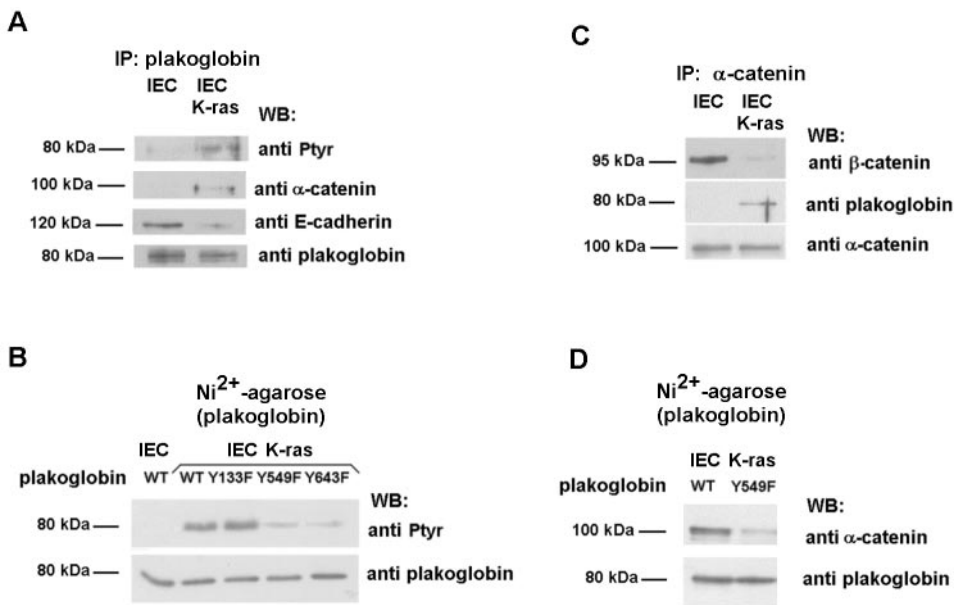 A
IP: plakoglobin
IEC IEC
K-ras
WB:
80 kDa anti Ptyr
100 kDa anti α-catenin
120 kDa anti E-cadherin
80 kDa anti plakoglobin
C
IP: α-catenin
IEC IEC
K-ras
WB:
95 kDa anti β-catenin
80 kDa anti plakoglobin
100 kDa anti α-catenin
B
Ni²⁺-agarose
(plakoglobin)
IEC IEC K-ras
plakoglobin WT WT Y133F Y549F Y643F
WB:
80 kDa anti Ptyr
80 kDa anti plakoglobin
D
Ni²⁺-agarose
(plakoglobin)
IEC K-ras
plakoglobin WT Y549F
WB:
100 kDa anti α-catenin
80 kDa anti plakoglobin